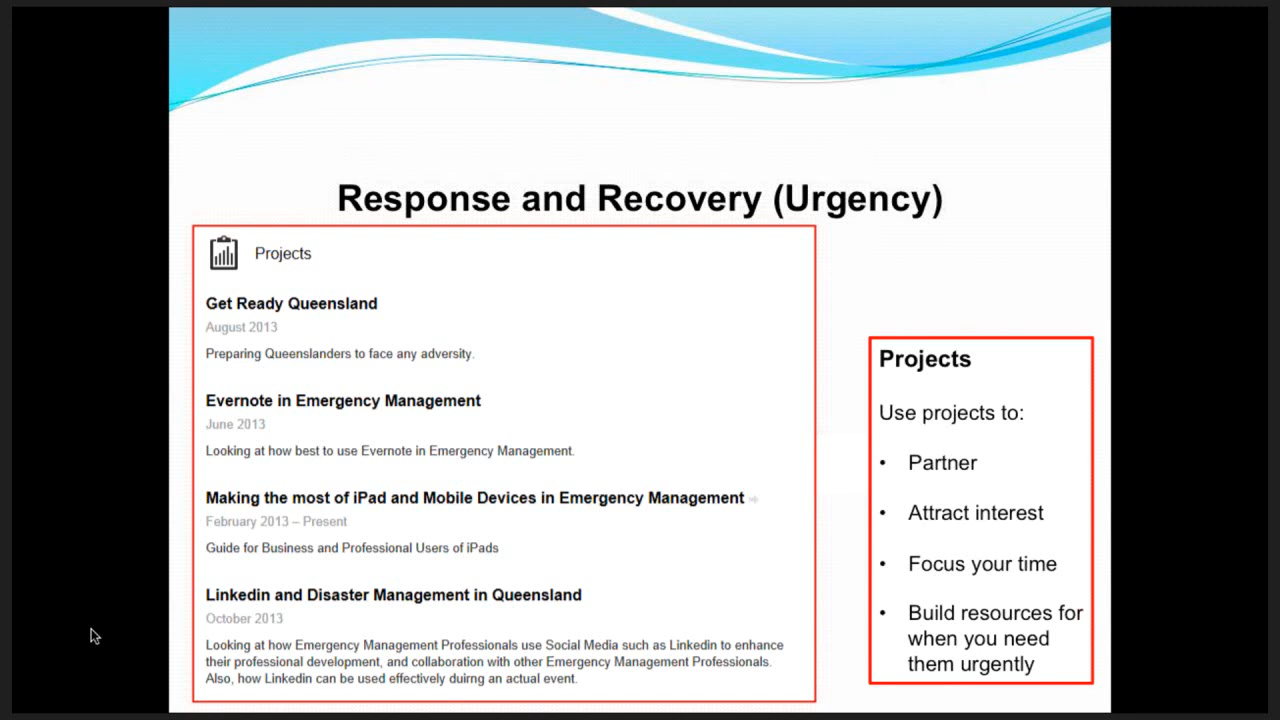 Response and Recovery (Urgency)
Projects
Get Ready Queensland
August 2013
Preparing Queenslanders to face any adversity.
Evernote in Emergency Management
June 2013
Looking at how best to use Evernote in Emergency Management.
Making the most of iPad and Mobile Devices in Emergency Management
February 2013 – Present
Guide for Business and Professional Users of iPads
Linkedin and Disaster Management in Queensland
October 2013
Looking at how Emergency Management Professionals use Social Media such as Linkedin to enhance
their professional development, and collaboration with other Emergency Management Professionals.
Also, how Linkedin can be used effectively duirng an actual event.
Projects
Use projects to:
• Partner
• Attract interest
• Focus your time
• Build resources for
when you need
them urgently